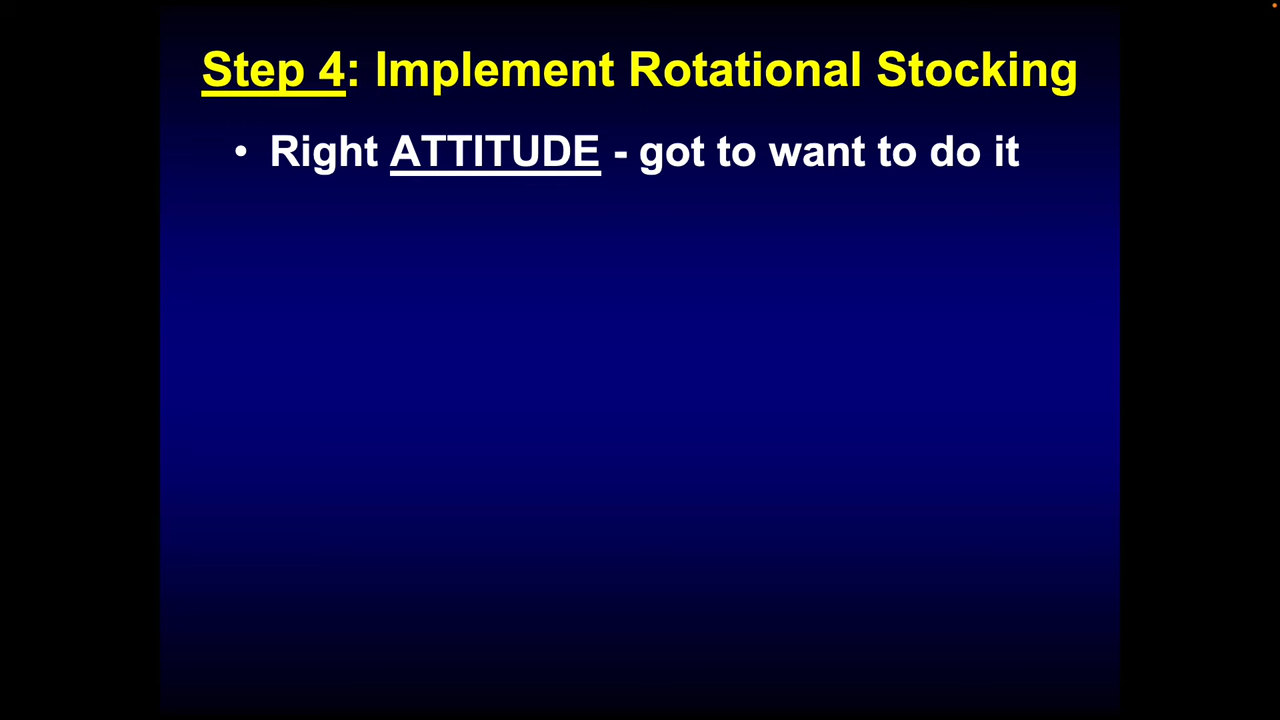 Step 4: Implement Rotational Stocking
• Right ATTITUDE - got to want to do it